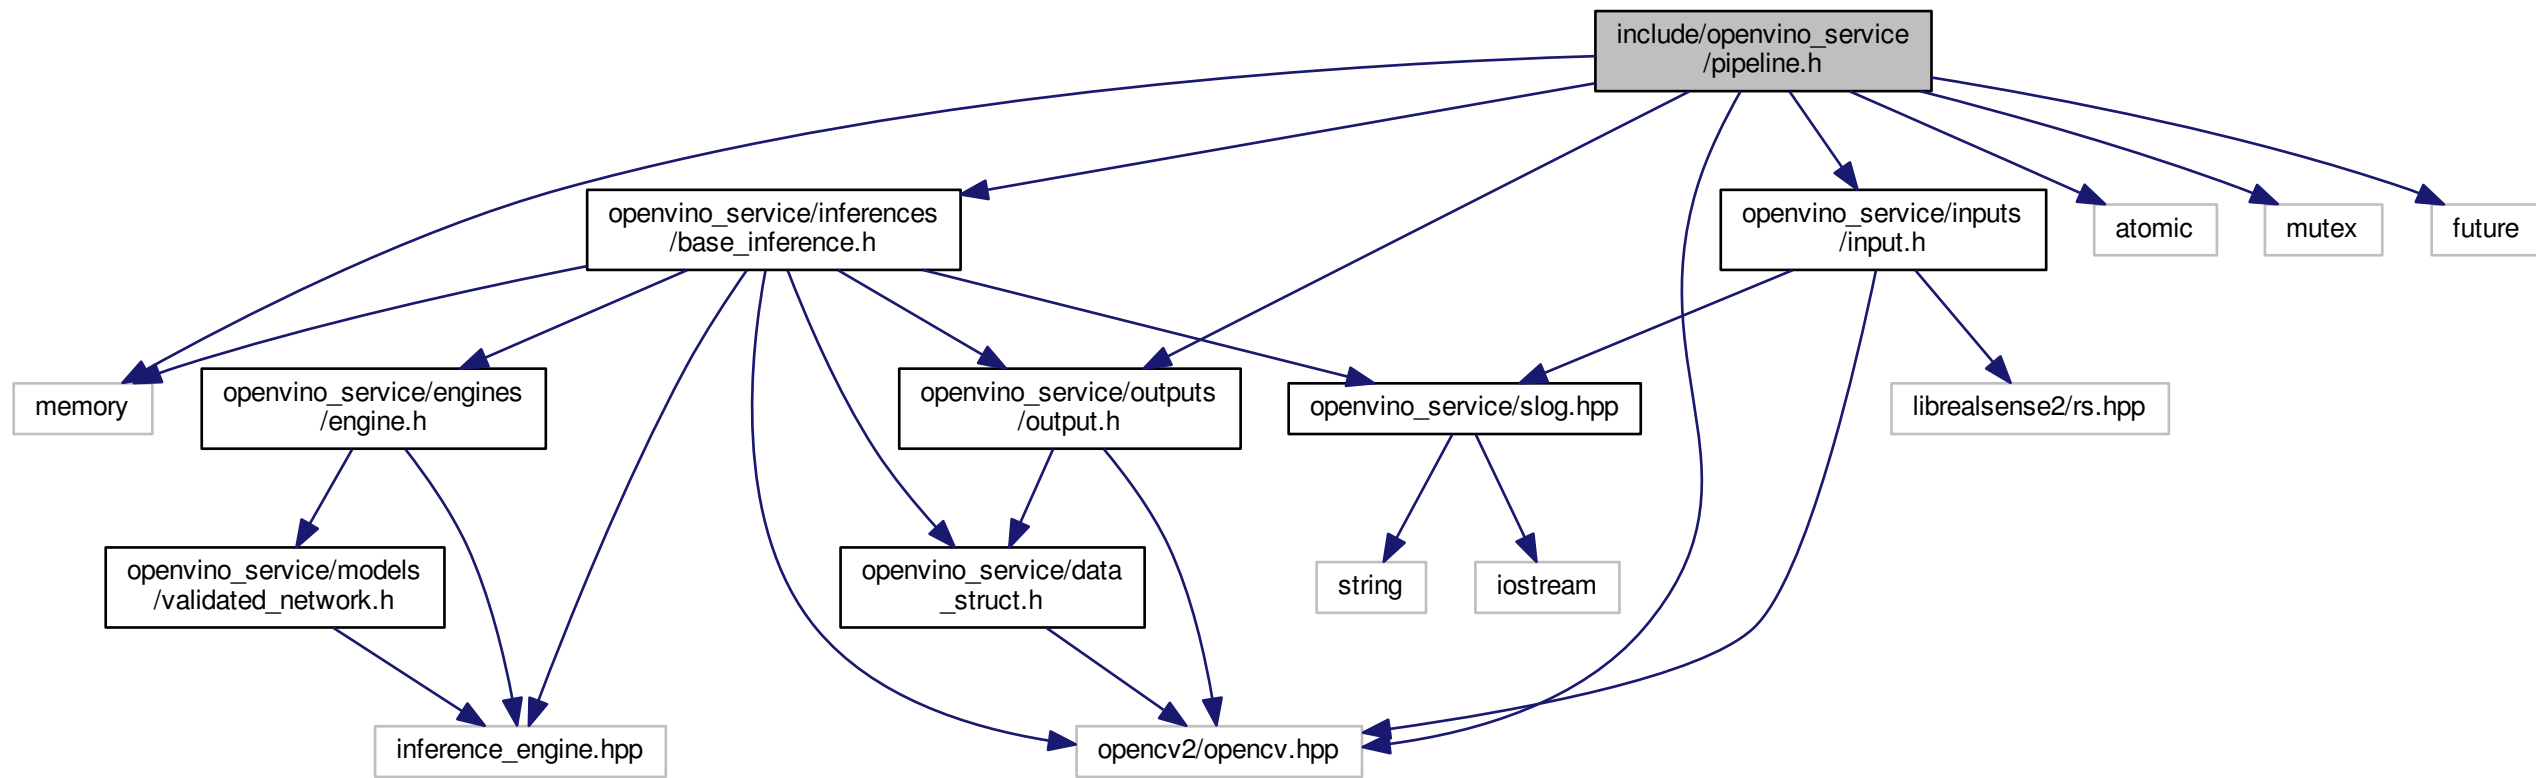 include/openvino_service
/pipeline.h
openvino_service/inferences
/base_inference.h
openvino_service/inputs
/input.h
atomic
mutex
future
memory
openvino_service/engines
/engine.h
openvino_service/outputs
/output.h
openvino_service/slog.hpp
librealsense2/rs.hpp
openvino_service/models
/validated_network.h
openvino_service/data
_struct.h
string
iostream
inference_engine.hpp
opencv2/opencv.hpp